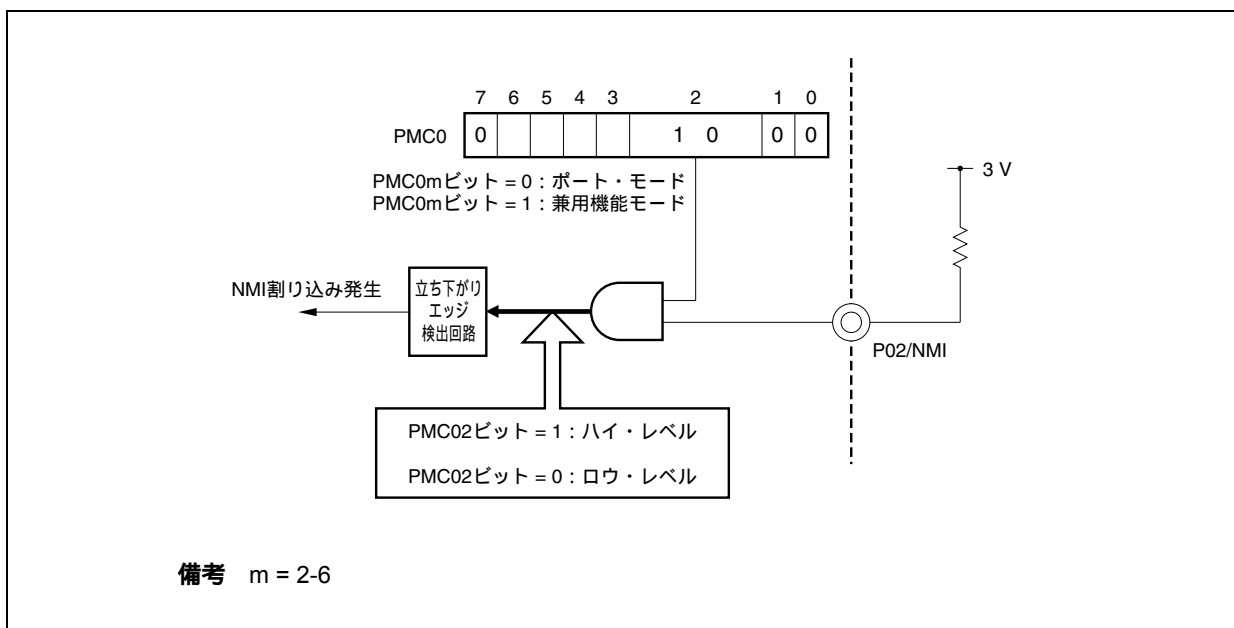 7 6 5 4 3 2 1 0
PMC0 0 1 0 0 0
PMC0mビット = 0 : ポート・モード
PMC0mビット = 1 : 兼用機能モード
3 V
NMI割り込み発生
立ち下がり
エッジ
検出回路
P02/NMI
PMC02ビット = 1 : ハイ・レベル
PMC02ビット = 0 : ロウ・レベル
備考 m = 2-6